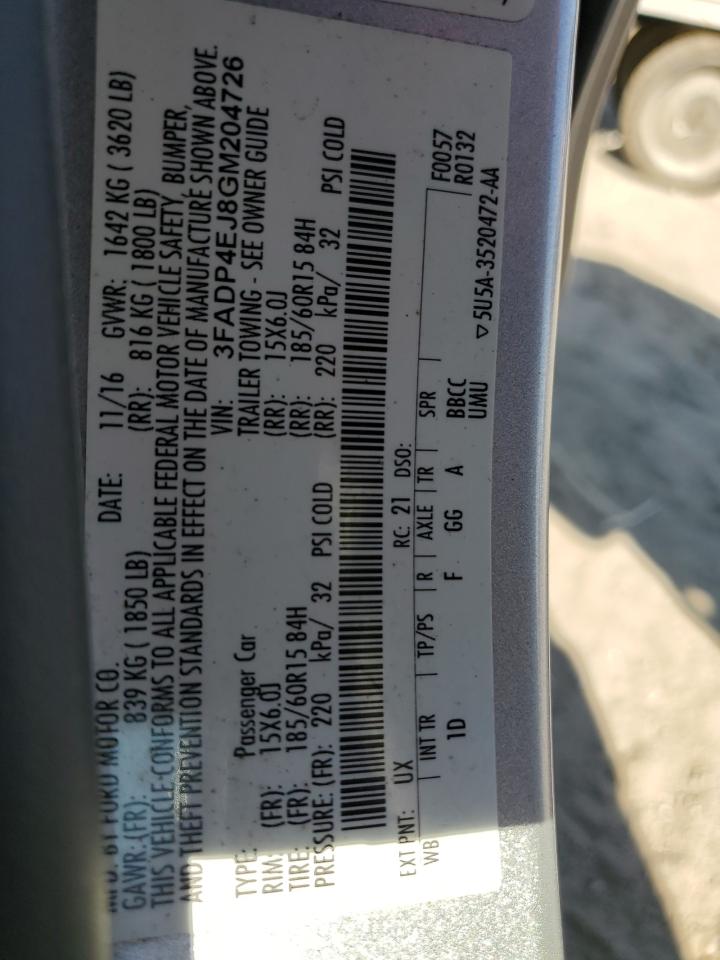 MFD. BY FORD MOTOR CO.
DATE: 11/16 GVWR: 1642 KG ( 3620 LB)
GAWR: (FR): 839 KG ( 1850 LB) (RR): 816 KG ( 1800 LB)
THIS VEHICLE CONFORMS TO ALL APPLICABLE FEDERAL MOTOR VEHICLE SAFETY, BUMPER,
AND THEFT PREVENTION STANDARDS IN EFFECT ON THE DATE OF MANUFACTURE SHOWN ABOVE.
VIN: 3FADP4EJ8GM204726
TYPE: Passenger Car TRAILER TOWING - SEE OWNER GUIDE
RIM: (FR): 15X6.0J (RR): 15X6.0J
TIRE: (FR): 185/60R15 84H (RR): 185/60R15 84H
PRESSURE: (FR): 220 kPa/ 32 PSI COLD (RR): 220 kPa/ 32 PSI COLD
EXT PNT: UX RC: 21 DSO: F0057
WB INT TR TP/PS R AXLE TR SPR R0132
1D F GG A BBCC
UMU
▽ 5U5A-3520472-AA